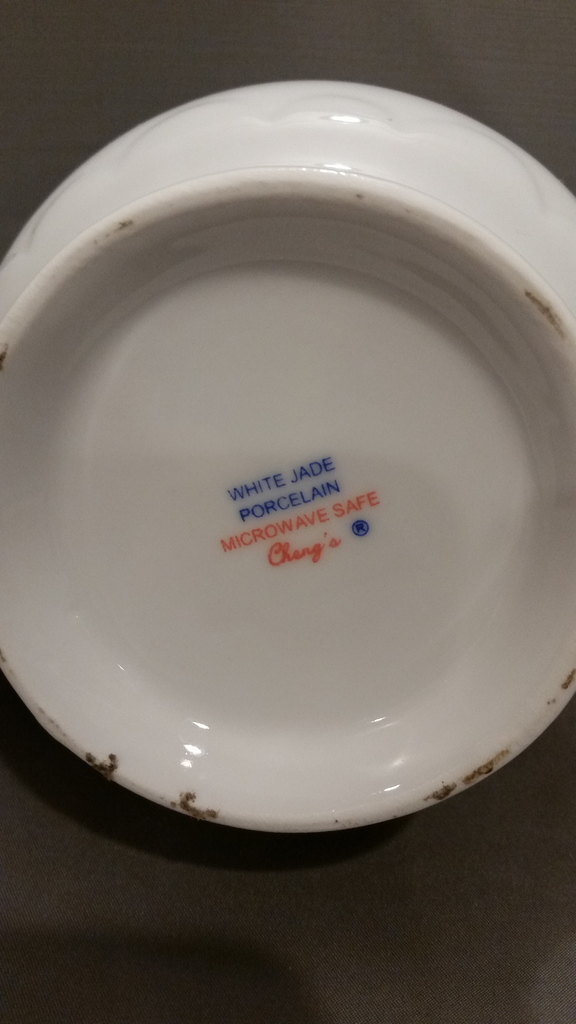 WHITE JADE
PORCELAIN
MICROWAVE SAFE
Cheng's ®